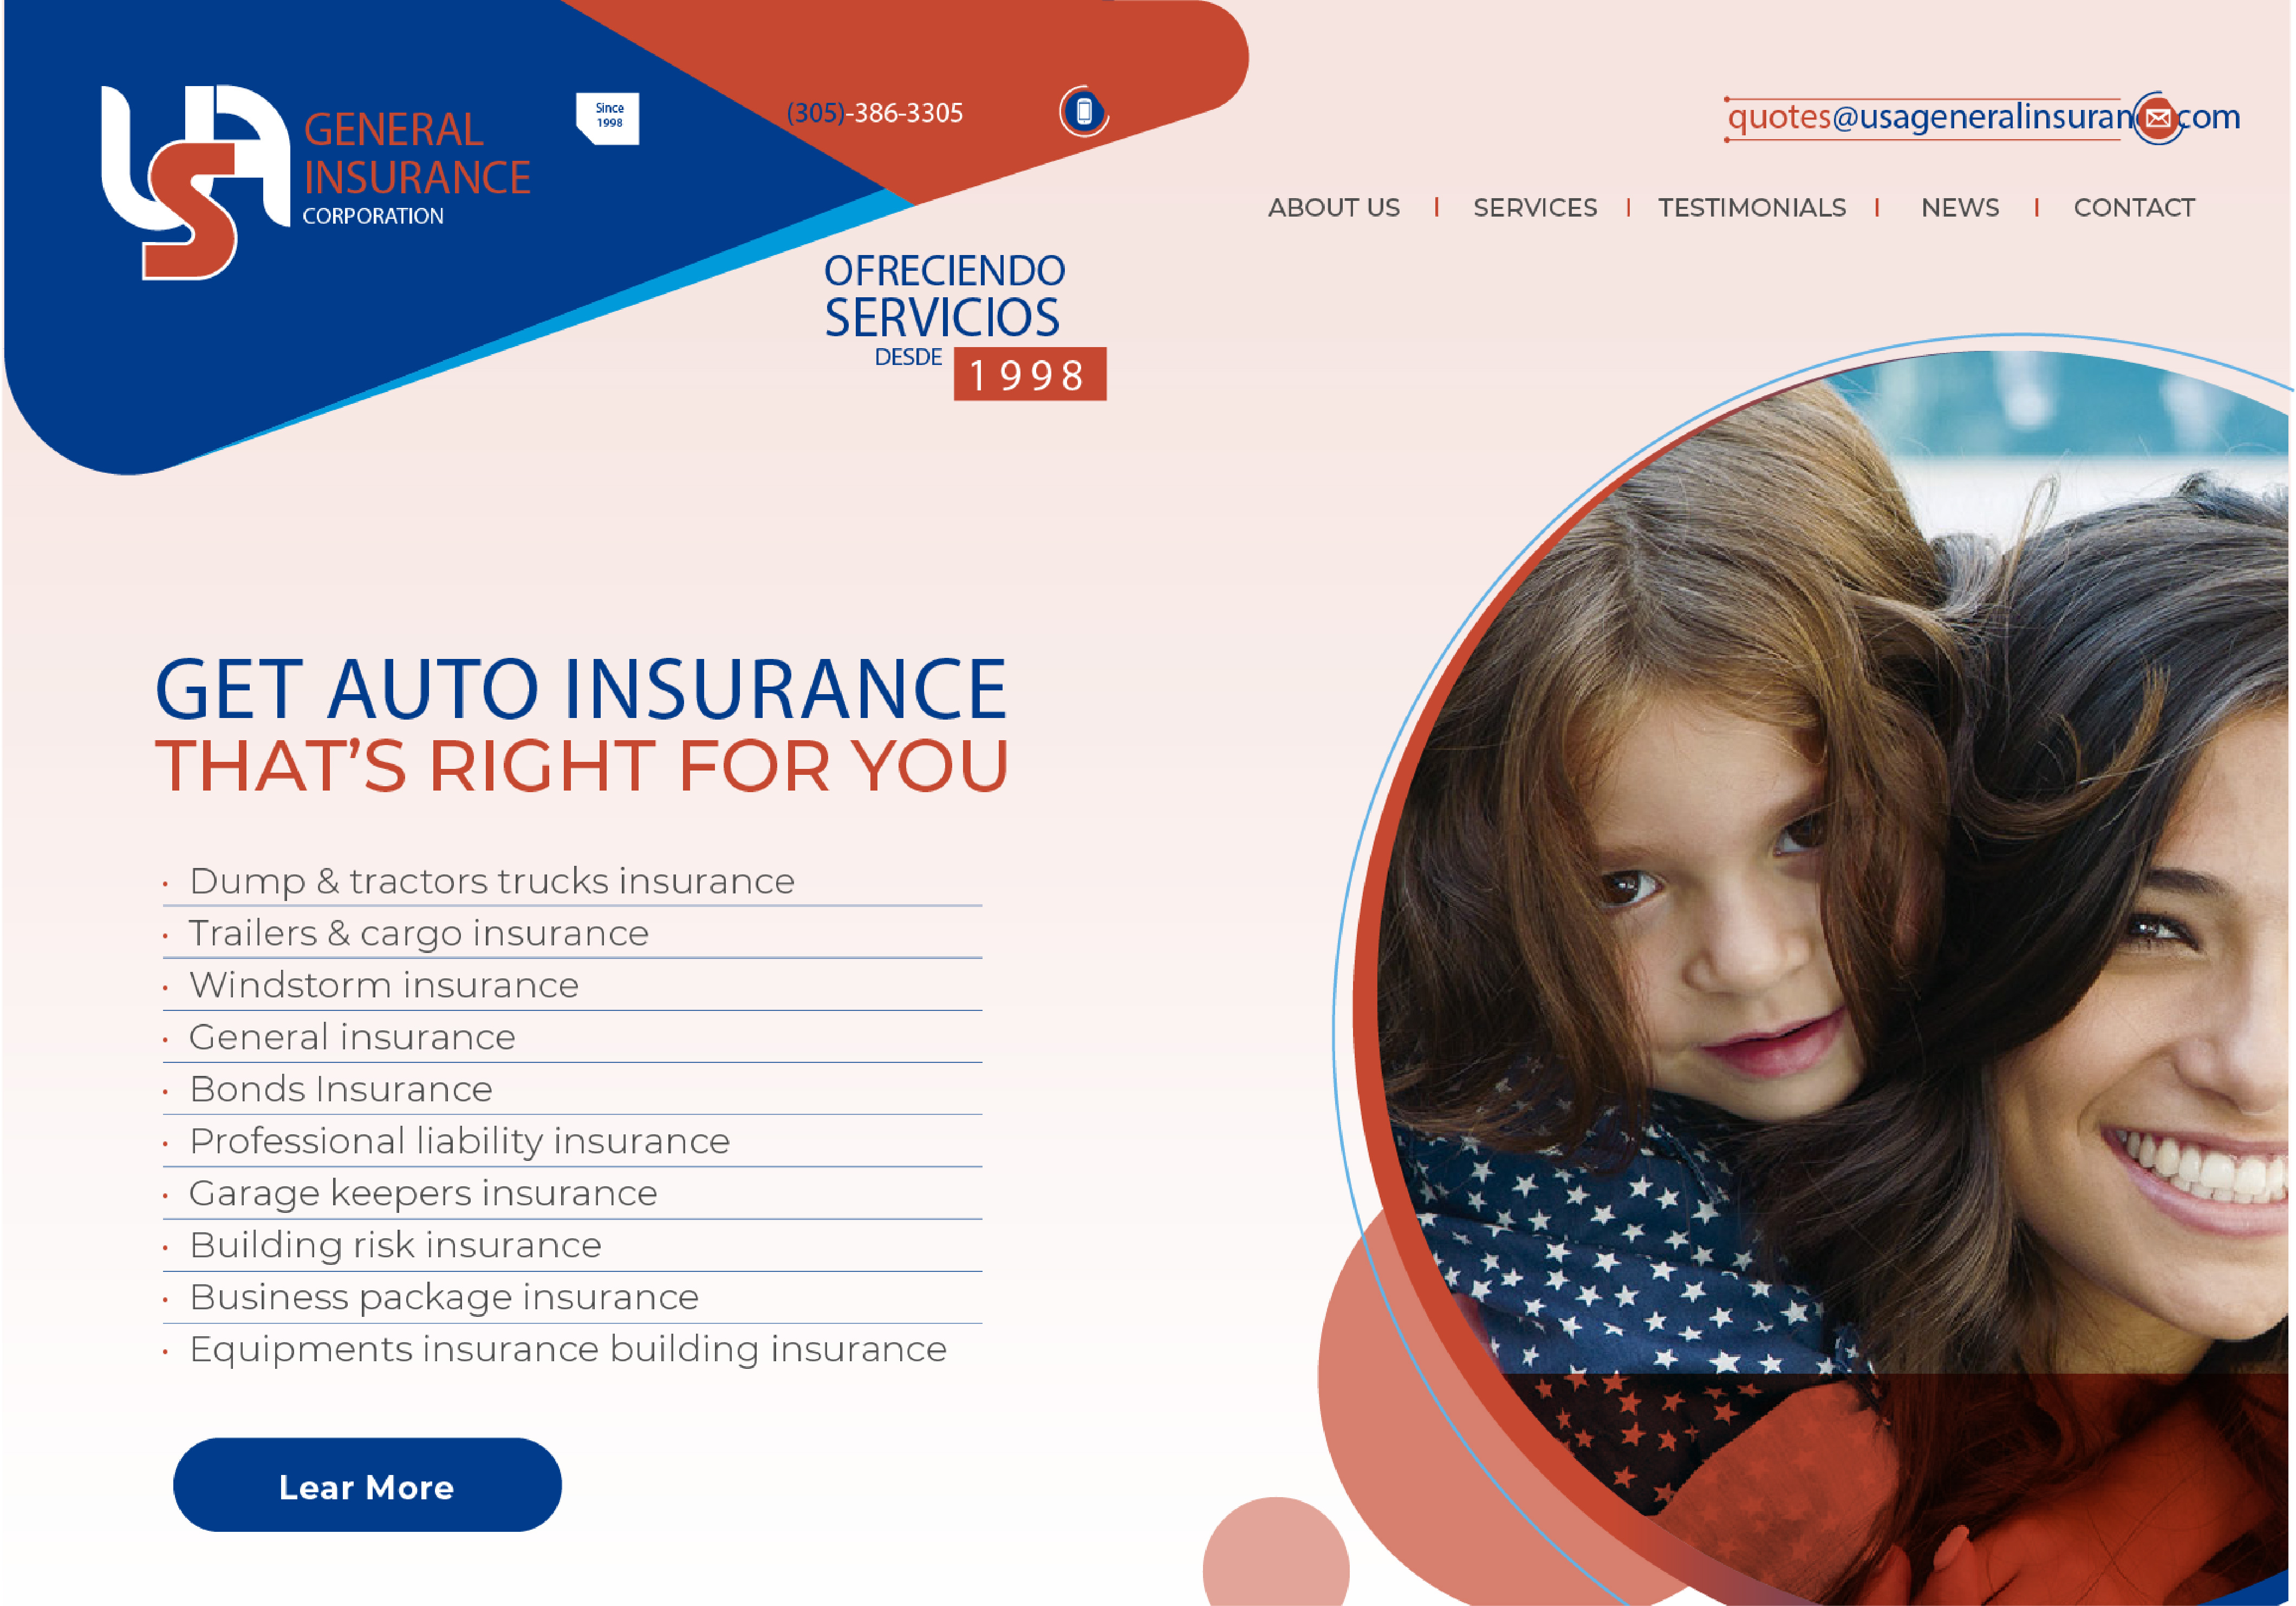 USA
GENERAL
INSURANCE
CORPORATION
Since
1998
(305)-386-3305
quotes@usageneralinsuran com
ABOUT US | SERVICES | TESTIMONIALS | NEWS | CONTACT
OFRECIENDO
SERVICIOS
DESDE 1998
GET AUTO INSURANCE
THAT'S RIGHT FOR YOU
· Dump & tractors trucks insurance
· Trailers & cargo insurance
· Windstorm insurance
· General insurance
· Bonds Insurance
· Professional liability insurance
· Garage keepers insurance
· Building risk insurance
· Business package insurance
· Equipments insurance building insurance
Lear More